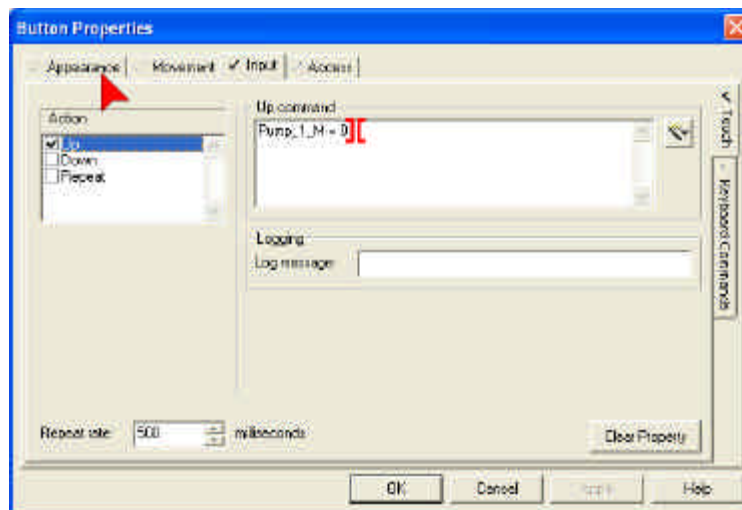 Button Properties
Appearance Movement Input Access
Action
Up
Down
Repeat
Up command
Pump_1_M = 0
Touch
Keyboard Commands
Logging
Log message:
Repeat rate: 500 milliseconds
Clear Property
OK Cancel Apply Help